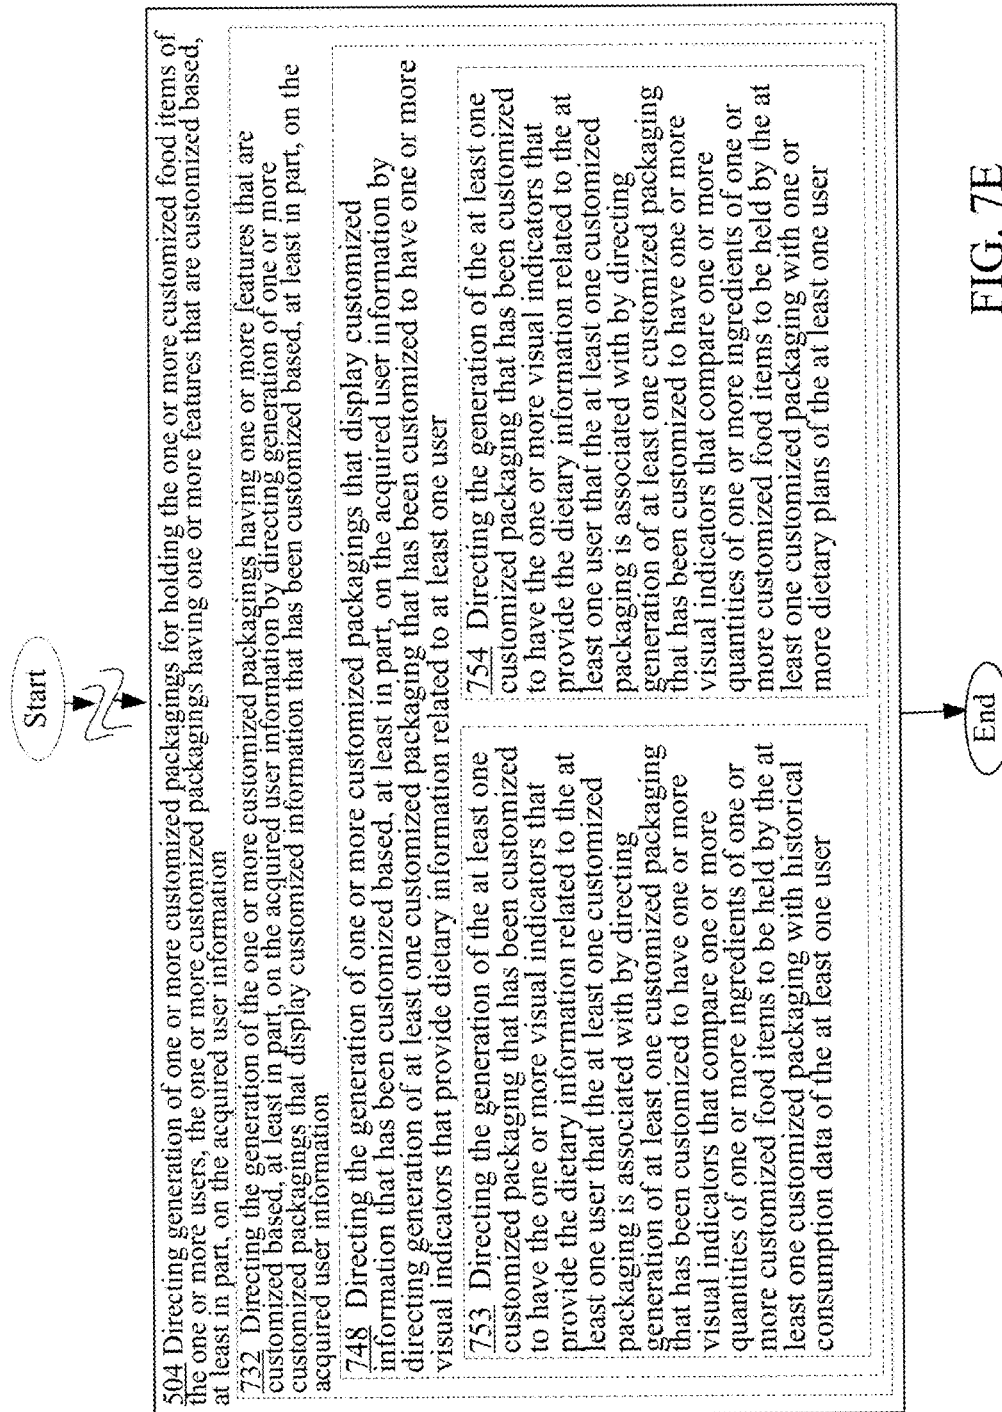 Start
504 Directing generation of one or more customized packagings for holding the one or more customized food items of
the one or more users, the one or more customized packagings having one or more features that are customized based,
at least in part, on the acquired user information
732 Directing the generation of the one or more customized packagings having one or more features that are
customized based, at least in part, on the acquired user information by directing generation of one or more
customized packagings that display customized information that has been customized based, at least in part, on the
acquired user information
748 Directing the generation of one or more customized packagings that display customized
information that has been customized based, at least in part, on the acquired user information by
directing generation of at least one customized packaging that has been customized to have one or more
visual indicators that provide dietary information related to at least one user
753 Directing the generation of the at least one
customized packaging that has been customized
to have the one or more visual indicators that
provide the dietary information related to the at
least one user that the at least one customized
packaging is associated with by directing
generation of at least one customized packaging
that has been customized to have one or more
visual indicators that compare one or more
quantities of one or more ingredients of one or
more customized food items to be held by the at
least one customized packaging with historical
consumption data of the at least one user
754 Directing the generation of the at least one
customized packaging that has been customized
to have the one or more visual indicators that
provide the dietary information related to the at
least one user that the at least one customized
packaging is associated with by directing
generation of at least one customized packaging
that has been customized to have one or more
visual indicators that compare one or more
quantities of one or more ingredients of one or
more customized food items to be held by the at
least one customized packaging with one or
more dietary plans of the at least one user
End
FIG. 7E